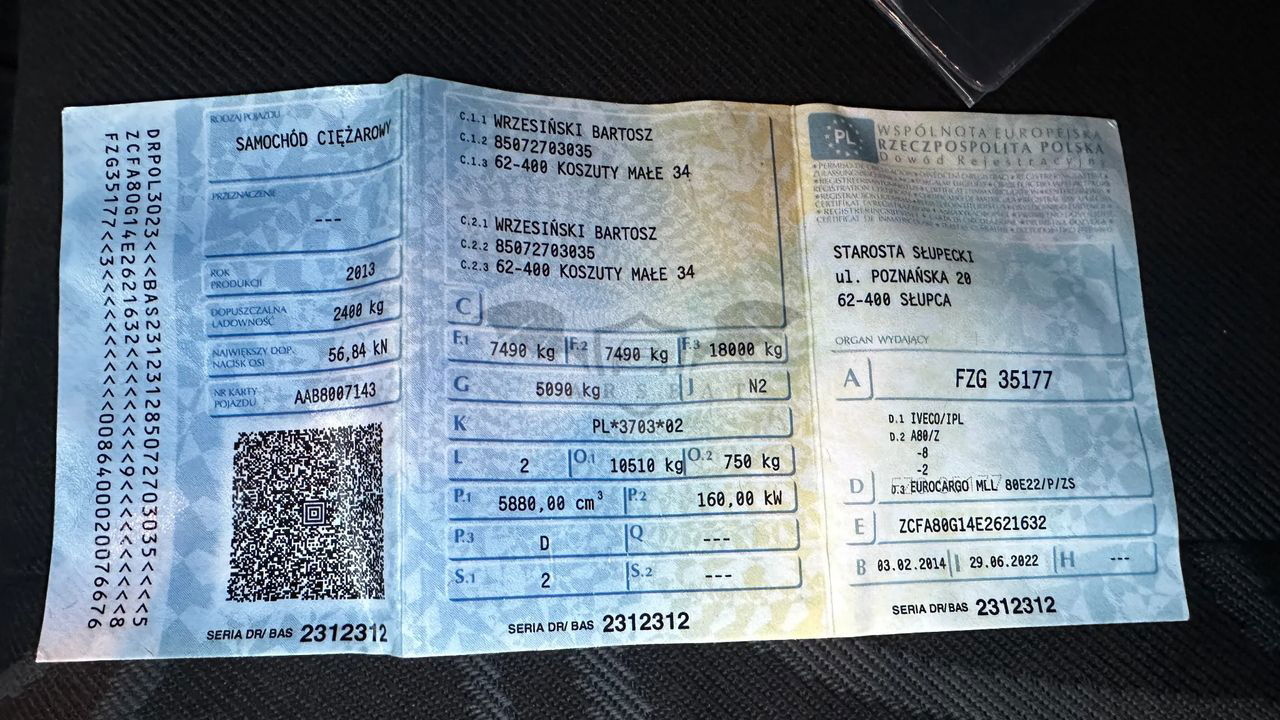 DRPOL3023<<<BAS2312312850727030​35<<<<5
ZCFA80G14E2621632<<<<<<<9<<<<<<8
FZG35177<<3<<<<<<<<<008640002007​6676
RODZAJ POJAZDU
SAMOCHÓD CIĘŻAROWY
PRZEZNACZENIE
---
ROK PRODUKCJI 2013
DOPUSZCZALNA ŁADOWNOŚĆ 2400 kg
NAJWIĘKSZY DOP. NACISK OSI 56,84 kN
NR KARTY POJAZDU AAB8007143
SERIA DR/ BAS 2312312
C.1.1 WRZESIŃSKI BARTOSZ
C.1.2 85072703035
C.1.3 62-400 KOSZUTY MAŁE 34
C.2.1 WRZESIŃSKI BARTOSZ
C.2.2 85072703035
C.2.3 62-400 KOSZUTY MAŁE 34
C
F.1 7490 kg F.2 7490 kg F.3 18000 kg
G 5090 kg J N2
K PL*3703*02
L 2 O.1 10510 kg O.2 750 kg
P.1 5880,00 cm³ P.2 160,00 kW
P.3 D Q ---
S.1 2 S.2 ---
SERIA DR/ BAS 2312312
PL
WSPÓLNOTA EUROPEJSKA
RZECZPOSPOLITA POLSKA
Dowód Rejestracyjny
STAROSTA SŁUPECKI
ul. POZNAŃSKA 20
62-400 SŁUPCA
ORGAN WYDAJĄCY
A FZG 35177
D.1 IVECO/IPL
D.2 A80/Z
-8
-2
D D.3 EUROCARGO MLL 80E22/P/ZS
E ZCFA80G14E2621632
B 03.02.2014 I 29.06.2022 H ---
SERIA DR/ BAS 2312312